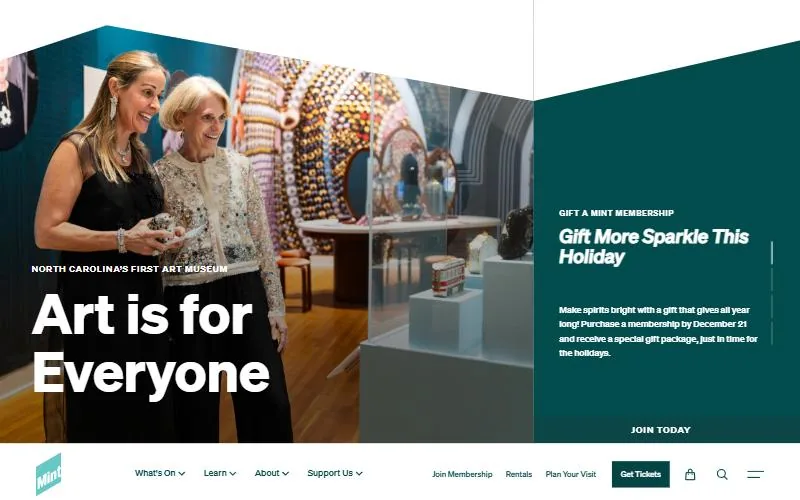 NORTH CAROLINA'S FIRST ART MUSEUM
Art is for
Everyone
GIFT A MINT MEMBERSHIP
Gift More Sparkle This
Holiday
Make spirits bright with a gift that gives all year
long! Purchase a membership by December 21
and receive a special gift package, just in time for
the holidays.
JOIN TODAY
Mint
What's On
Learn
About
Support Us
Join Membership
Rentals
Plan Your Visit
Get Tickets